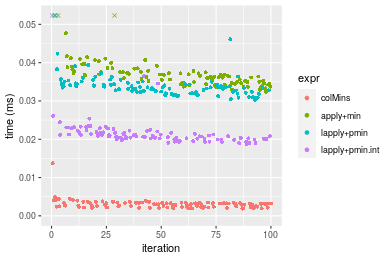 0.05
0.04
0.03
0.02
0.01
0.00
time (ms)
0
25
50
75
100
iteration
expr
colMins
apply+min
lapply+pmin
lapply+pmin.int